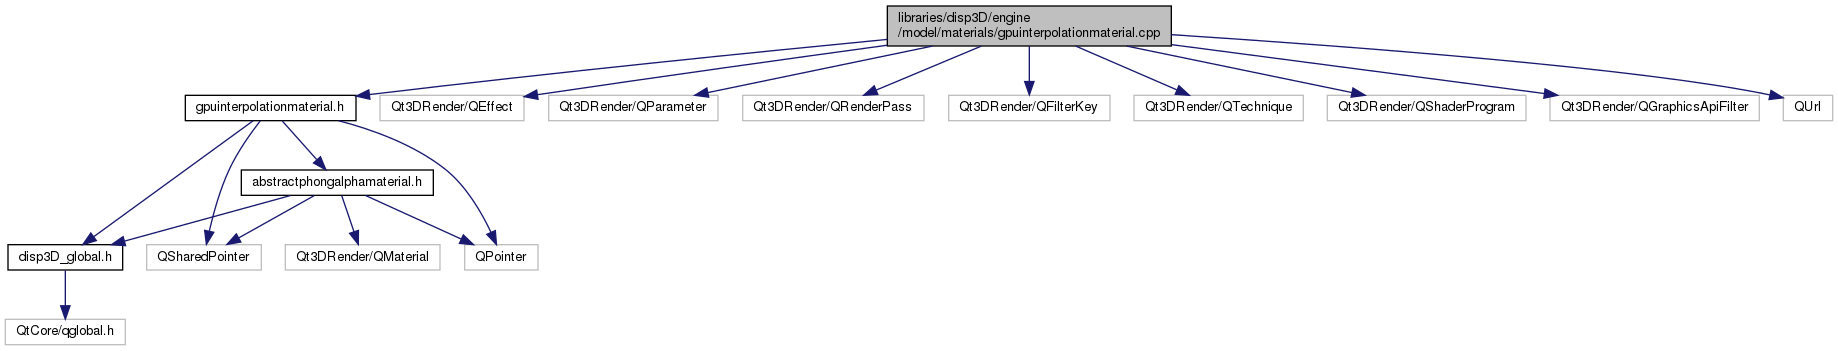 libraries/disp3D/engine
/model/materials/gpuinterpolationmaterial.cpp
gpuinterpolationmaterial.h
Qt3DRender/QEffect
Qt3DRender/QParameter
Qt3DRender/QRenderPass
Qt3DRender/QFilterKey
Qt3DRender/QTechnique
Qt3DRender/QShaderProgram
Qt3DRender/QGraphicsApiFilter
QUrl
abstractphongalphamaterial.h
disp3D_global.h
QSharedPointer
Qt3DRender/QMaterial
QPointer
QtCore/qglobal.h